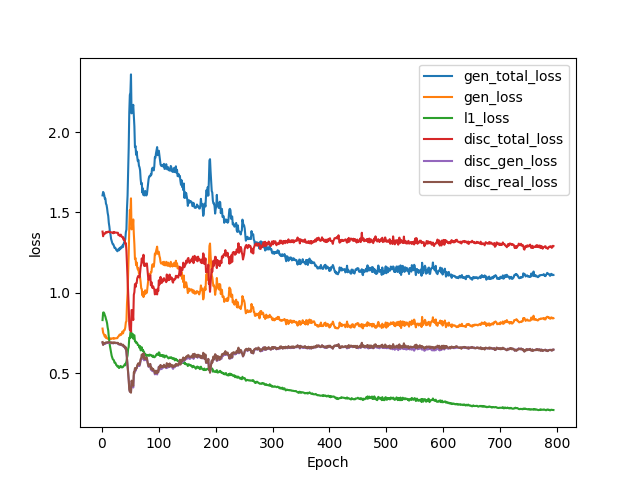 gen_total_loss
gen_loss
l1_loss
disc_total_loss
disc_gen_loss
disc_real_loss
2.0
1.5
1.0
0.5
loss
0 100 200 300 400 500 600 700 800
Epoch